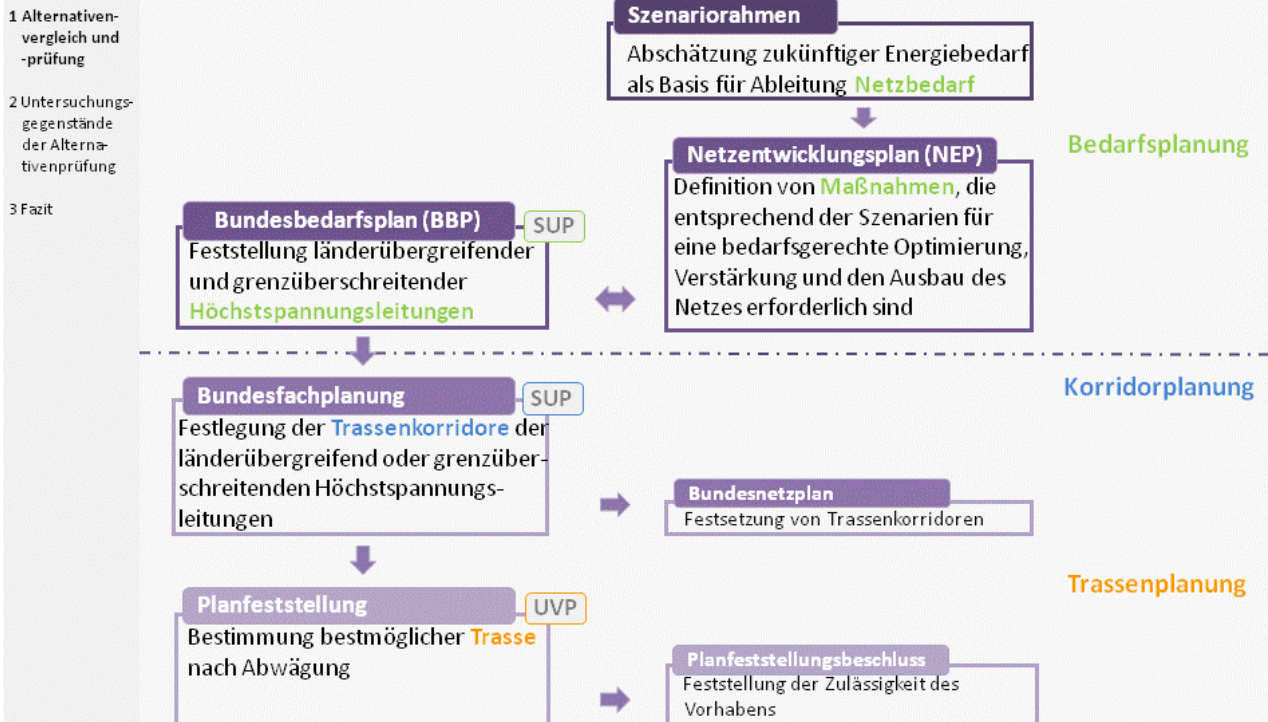 1 Alternativen-
vergleich und
-prüfung
2 Untersuchungs-
gegenstände
der Alterna-
tivenprüfung
3 Fazit
Szenariorahmen
Abschätzung zukünftiger Energiebedarf
als Basis für Ableitung Netzbedarf
Bedarfsplanung
Netzentwicklungsplan (NEP)
Definition von Maßnahmen, die
entsprechend der Szenarien für
eine bedarfsgerechte Optimierung,
Verstärkung und den Ausbau des
Netzes erforderlich sind
Bundesbedarfsplan (BBP)
SUP
Feststellung länderübergreifender
und grenzüberschreitender
Höchstspannungsleitungen
Korridorplanung
Bundesfachplanung
SUP
Festlegung der Trassenkorridore der
länderübergreifend oder grenzüber-
schreitenden Höchstspannungs-
leitungen
Bundesnetzplan
Festsetzung von Trassenkorridoren
Trassenplanung
Planfeststellung
UVP
Bestimmung bestmöglicher Trasse
nach Abwägung
Planfeststellungsbeschluss
Feststellung der Zulässigkeit des
Vorhabens